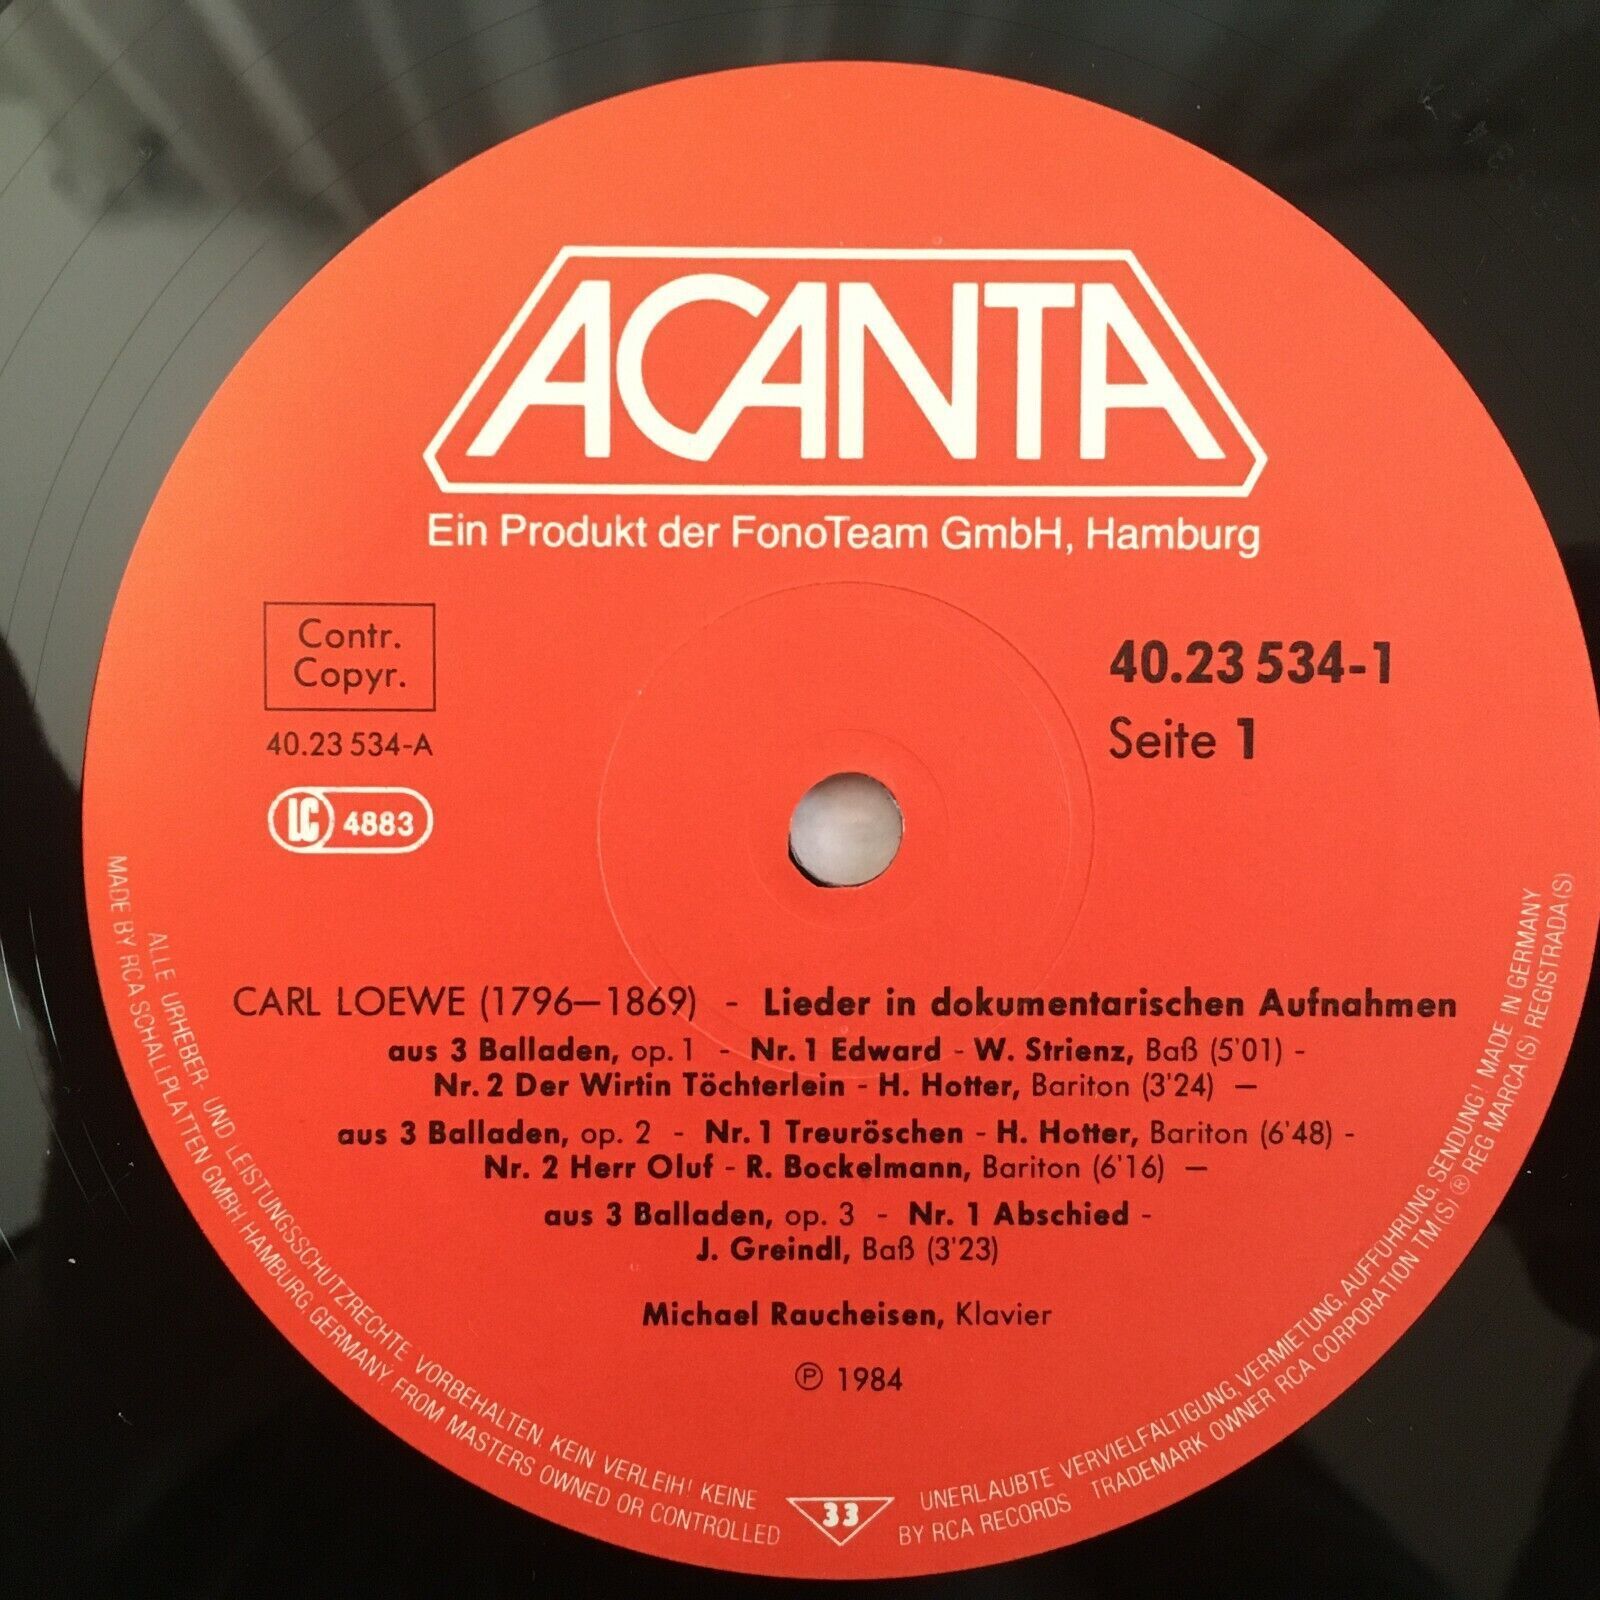 ACANTA
Ein Produkt der FonoTeam GmbH, Hamburg
Contr.
Copyr.
40.23 534-A
LC 4883
40.23 534-1
Seite 1
CARL LOEWE (1796–1869) - Lieder in dokumentarischen Aufnahmen
aus 3 Balladen, op. 1 - Nr. 1 Edward - W. Strienz, Baß (5'01) -
Nr. 2 Der Wirtin Töchterlein - H. Hotter, Bariton (3'24) –
aus 3 Balladen, op. 2 - Nr. 1 Treuröschen - H. Hotter, Bariton (6'48) -
Nr. 2 Herr Oluf - R. Bockelmann, Bariton (6'16) –
aus 3 Balladen, op. 3 - Nr. 1 Abschied -
J. Greindl, Baß (3'23)
Michael Raucheisen, Klavier
℗ 1984
ALLE URHEBER- UND LEISTUNGSSCHUTZRECHTE VORBEHALTEN. KEIN VERLEIH! KEINE UNERLAUBTE VERVIELFÄLTIGUNG, VERMIETUNG, AUFFÜHRUNG, SENDUNG! MADE IN GERMANY
MADE BY RCA SCHALLPLATTEN GMBH HAMBURG, GERMANY FROM MASTERS OWNED OR CONTROLLED BY RCA RECORDS TRADEMARK OWNER RCA CORPORATION TM(S) ® REG MARCA(S) REGISTRADA(S)
33